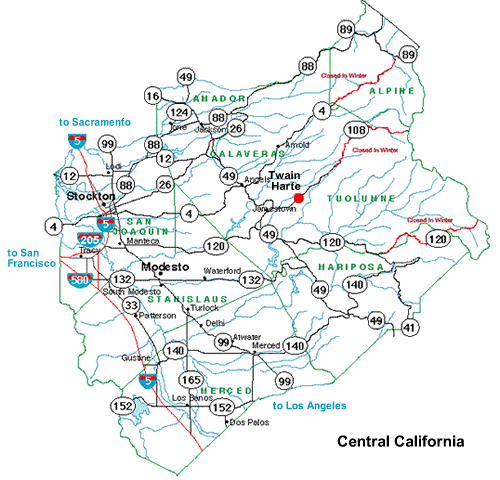 89
89
88
49
Closed in Winter
16
AMADOR
ALPINE
124
4
Ione
88
Jackson
26
108
to Sacramento
5
99
88
Closed in Winter
CALAVERAS
Arnold
12
Lodi
12
49
Angels
Twain
Harte
88
26
TUOLUMNE
Stockton
Jamestown
4
4
5
SAN
JOAQUIN
Closed in Winter
49
205
Manteca
120
120
120
to San
Francisco
Tracy
MARIPOSA
Modesto
580
132
Waterford
132
140
South Modesto
STANISLAUS
49
33
Turlock
Patterson
Delhi
49
41
Atwater
99
Merced
140
Gustine
140
5
165
MERCED
99
152
Los Banos
152
to Los Angeles
Dos Palos
Central California